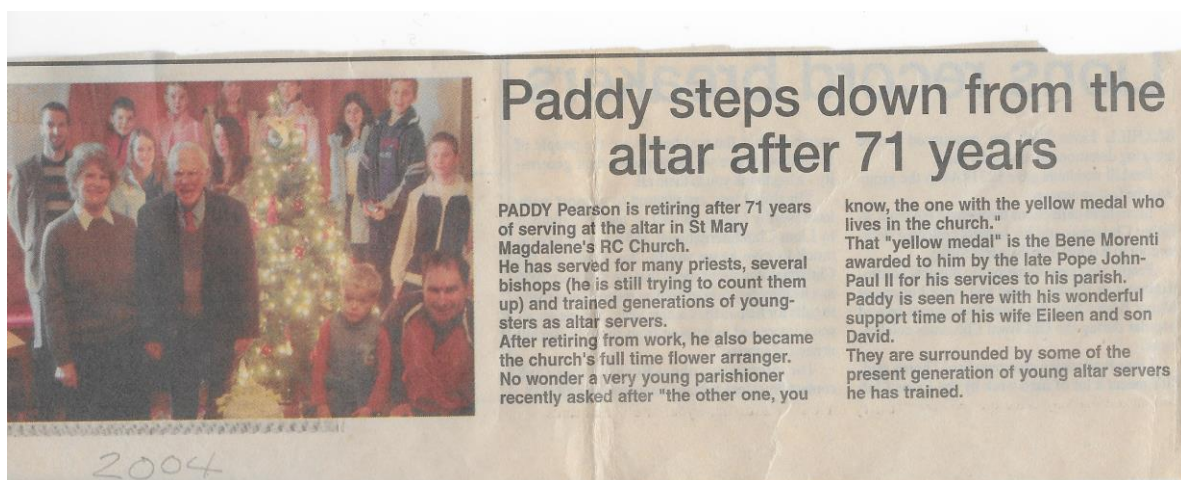 Paddy steps down from the
altar after 71 years
PADDY Pearson is retiring after 71 years
of serving at the altar in St Mary
Magdalene's RC Church.
He has served for many priests, several
bishops (he is still trying to count them
up) and trained generations of young-
sters as altar servers.
After retiring from work, he also became
the church's full time flower arranger.
No wonder a very young parishioner
recently asked after "the other one, you
know, the one with the yellow medal who
lives in the church."
That "yellow medal" is the Bene Morenti
awarded to him by the late Pope John-
Paul II for his services to his parish.
Paddy is seen here with his wonderful
support time of his wife Eileen and son
David.
They are surrounded by some of the
present generation of young altar servers
he has trained.
2004